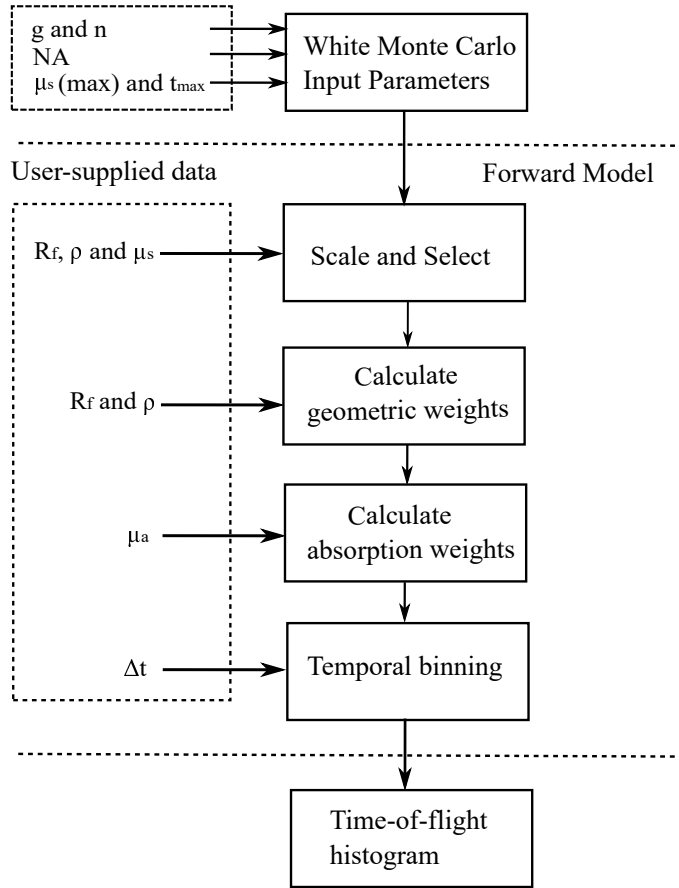 g and n
NA
μs (max) and tmax
White Monte Carlo
Input Parameters
User-supplied data
Forward Model
Rf, ρ and μs
Scale and Select
Rf and ρ
Calculate
geometric weights
μa
Calculate
absorption weights
Δt
Temporal binning
Time-of-flight
histogram